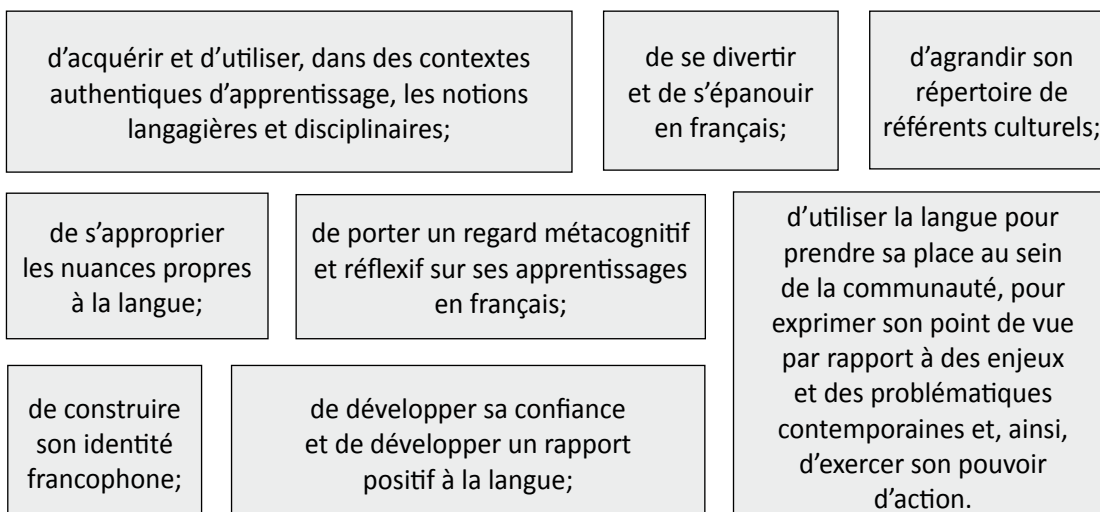 d’acquérir et d’utiliser, dans des contextes
authentiques d’apprentissage, les notions
langagières et disciplinaires;
de se divertir
et de s’épanouir
en français;
d’agrandir son
répertoire de
référents culturels;
de s’approprier
les nuances propres
à la langue;
de porter un regard métacognitif
et réflexif sur ses apprentissages
en français;
d’utiliser la langue pour
prendre sa place au sein
de la communauté, pour
exprimer son point de vue
par rapport à des enjeux
et des problématiques
contemporaines et, ainsi,
d’exercer son pouvoir
d’action.
de construire
son identité
francophone;
de développer sa confiance
et de développer un rapport
positif à la langue;